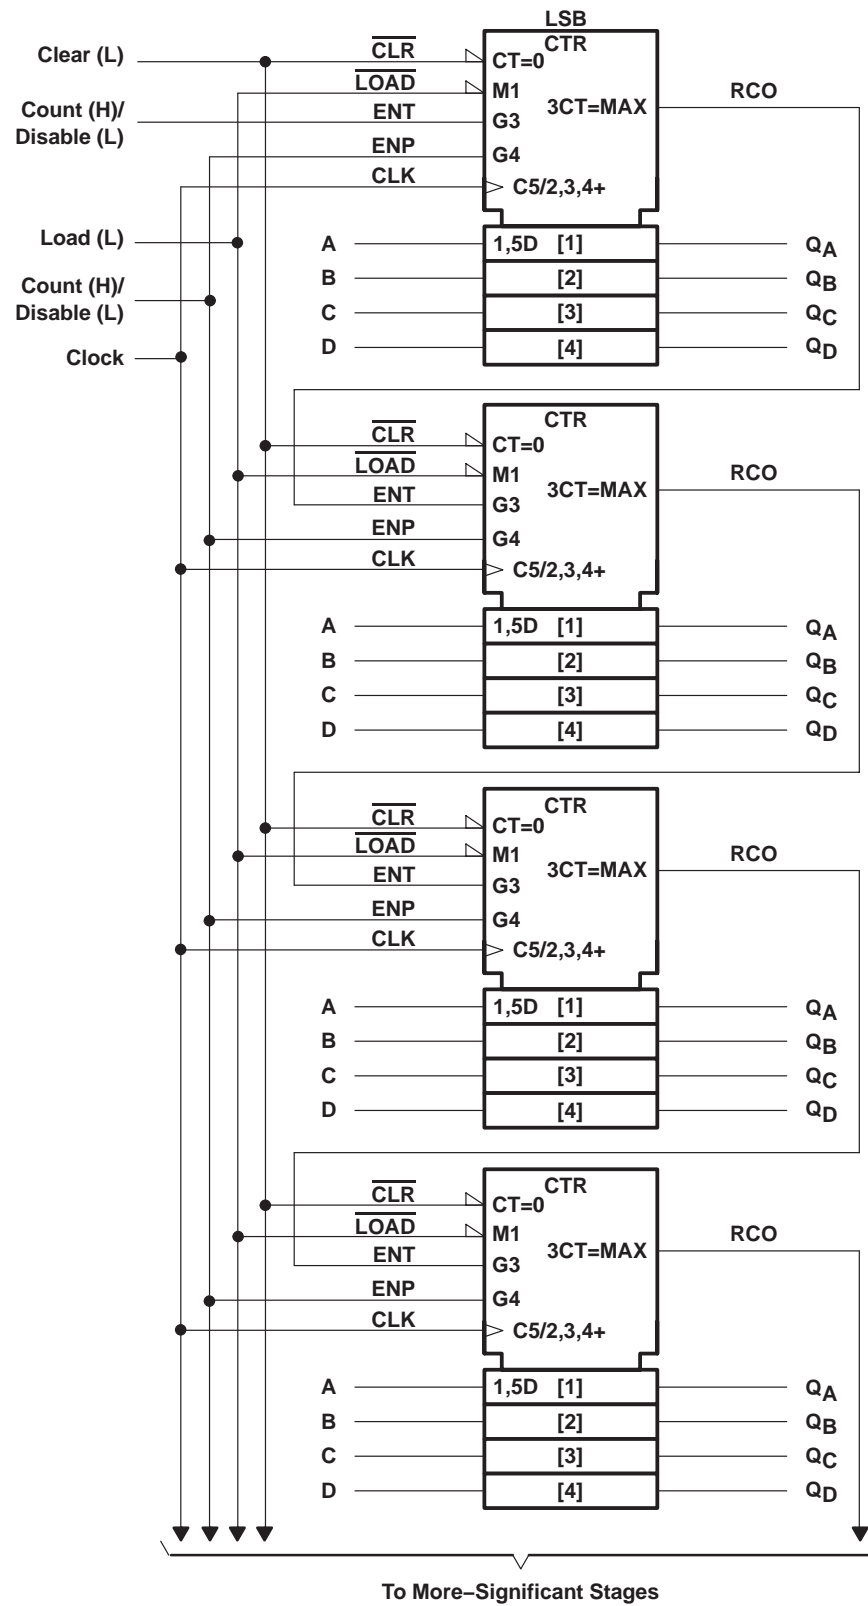 LSB
CTR
Clear (L)
CLR
CT=0
LOAD
M1
3CT=MAX
RCO
Count (H)/
Disable (L)
ENT
G3
ENP
G4
CLK
C5/2,3,4+
Load (L)
A
1,5D [1]
QA
Count (H)/
Disable (L)
B
[2]
QB
C
[3]
QC
Clock
D
[4]
QD
CTR
CLR
CT=0
LOAD
M1
3CT=MAX
RCO
ENT
G3
ENP
G4
CLK
C5/2,3,4+
A
1,5D [1]
QA
B
[2]
QB
C
[3]
QC
D
[4]
QD
CTR
CLR
CT=0
LOAD
M1
3CT=MAX
RCO
ENT
G3
ENP
G4
CLK
C5/2,3,4+
A
1,5D [1]
QA
B
[2]
QB
C
[3]
QC
D
[4]
QD
CTR
CLR
CT=0
LOAD
M1
3CT=MAX
RCO
ENT
G3
ENP
G4
CLK
C5/2,3,4+
A
1,5D [1]
QA
B
[2]
QB
C
[3]
QC
D
[4]
QD
To More–Significant Stages